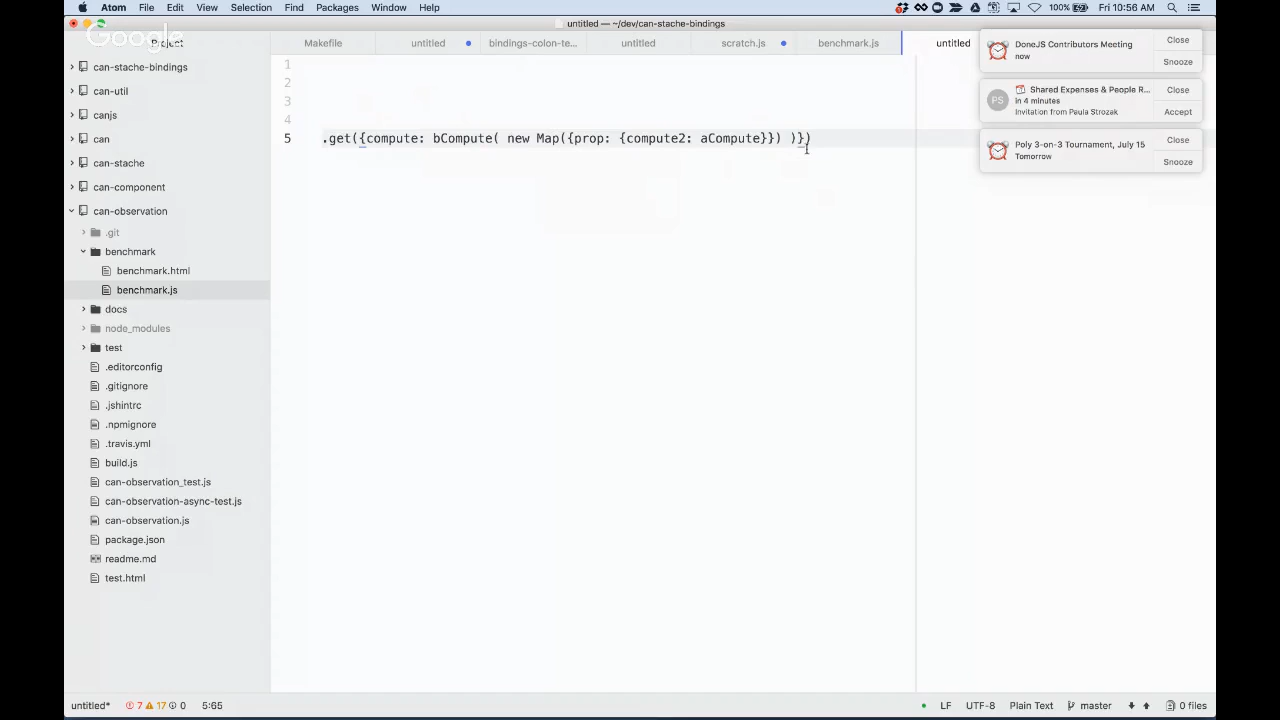 Atom File Edit View Selection Find Packages Window Help 100% Fri 10:56 AM
untitled — ~/dev/can-stache-bindings
Google
Project
Makefile untitled bindings-colon-te... untitled scratch.js benchmark.js untitled
can-stache-bindings
can-util
canjs
can
can-stache
can-component
can-observation
.git
benchmark
benchmark.html
benchmark.js
docs
node_modules
test
.editorconfig
.gitignore
.jshintrc
.npmignore
.travis.yml
build.js
can-observation_test.js
can-observation-async-test.js
can-observation.js
package.json
readme.md
test.html
1
2
3
4
5 .get({compute: bCompute( new Map({prop: {compute2: aCompute}}) )})
DoneJS Contributors Meeting
now
Close
Snooze
PS
Shared Expenses & People R...
in 4 minutes
Invitation from Paula Strozak
Close
Accept
Poly 3-on-3 Tournament, July 15
Tomorrow
Close
Snooze
untitled* 7 17 0 5:65 LF UTF-8 Plain Text master 0 files